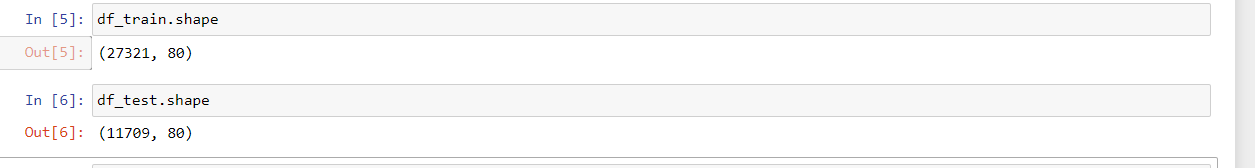 In [5]: df_train.shape
Out[5]: (27321, 80)
In [6]: df_test.shape
Out[6]: (11709, 80)